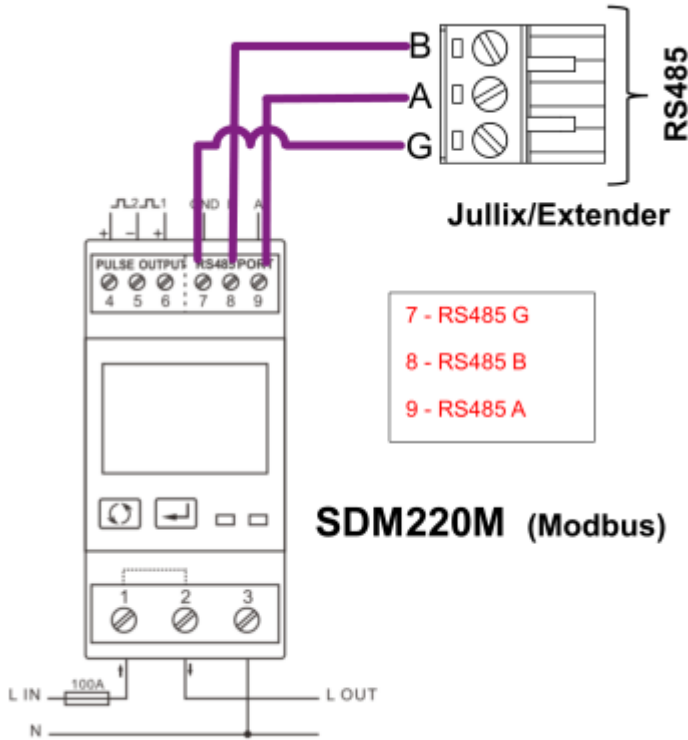 B
A
G
RS485
Jullix/Extender
2 1 GND A
+ − +
PULSE OUTPUT RS485 PORT
4 5 6 7 8 9
7 - RS485 G
8 - RS485 B
9 - RS485 A
SDM220M (Modbus)
1 2 3
100A
L IN L OUT
N